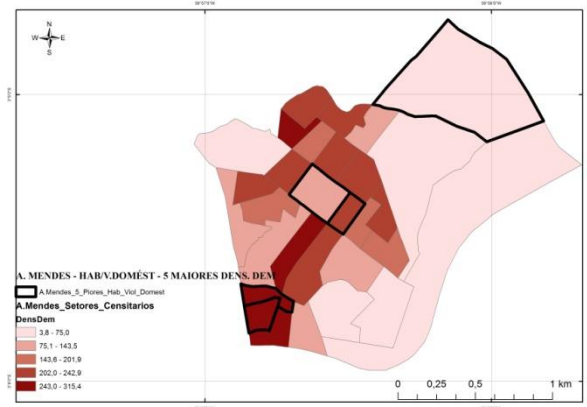 N
W E
S
A. MENDES - HAB/V.DOMÉST - 5 MAIORES DENS. DEM
A.Mendes_5_Piores_Hab_Viol_Domest
A.Mendes_Setores_Censitarios
DensDem
3,8 - 75,0
75,1 - 143,5
143,6 - 201,9
202,0 - 242,9
243,0 - 315,4
0 0,25 0,5 1 km